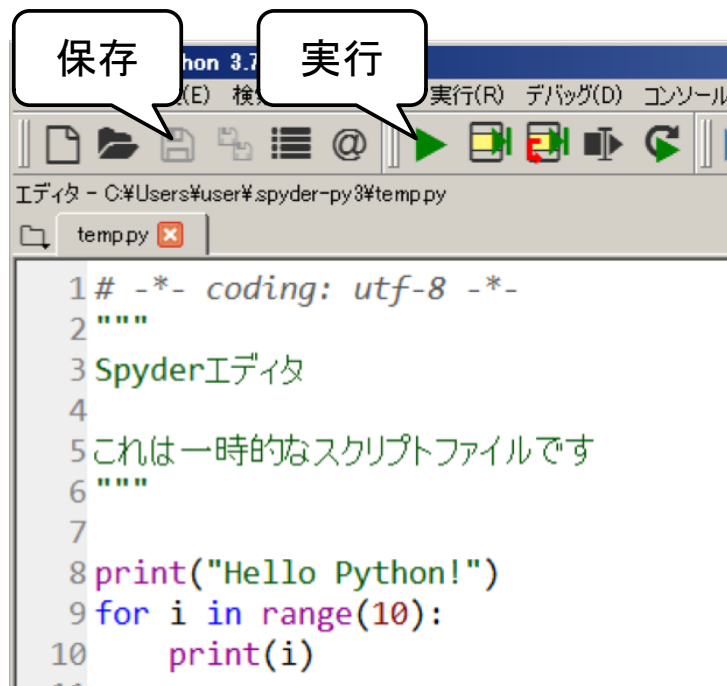 保存
実行
hon 3.7
(E) 検 実行(R) デバッグ(D) コンソール
エディタ - C:¥Users¥user¥.spyder-py3¥temp.py
temp.py
1 # -*- coding: utf-8 -*-
2 """
3 Spyderエディタ
4
5 これは一時的なスクリプトファイルです
6 """
7
8 print("Hello Python!")
9 for i in range(10):
10     print(i)